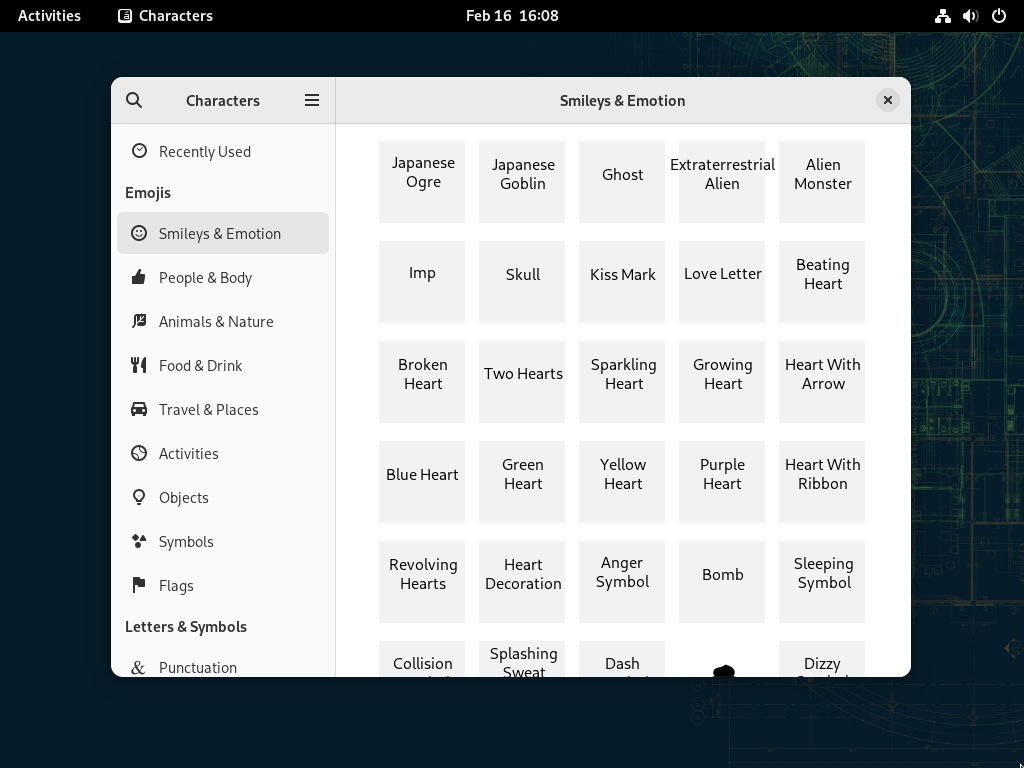 Activities
Characters
Feb 16 16:08
Characters
Smileys & Emotion
Recently Used
Emojis
Smileys & Emotion
People & Body
Animals & Nature
Food & Drink
Travel & Places
Activities
Objects
Symbols
Flags
Letters & Symbols
&
Punctuation
Japanese
Ogre
Japanese
Goblin
Ghost
Extraterrestrial
Alien
Alien
Monster
Imp
Skull
Kiss Mark
Love Letter
Beating
Heart
Broken
Heart
Two Hearts
Sparkling
Heart
Growing
Heart
Heart With
Arrow
Blue Heart
Green
Heart
Yellow
Heart
Purple
Heart
Heart With
Ribbon
Revolving
Hearts
Heart
Decoration
Anger
Symbol
Bomb
Sleeping
Symbol
Collision
Splashing
Sweat
Dash
Dizzy